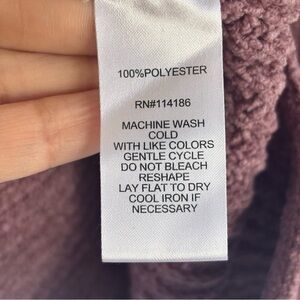 100%POLYESTER
RN#114186
MACHINE WASH
COLD
WITH LIKE COLORS
GENTLE CYCLE
DO NOT BLEACH
RESHAPE
LAY FLAT TO DRY
COOL IRON IF
NECESSARY